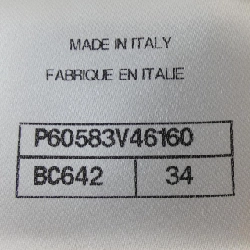 MADE IN ITALY
FABRIQUE EN ITALIE
P60583V46160
BC642 34